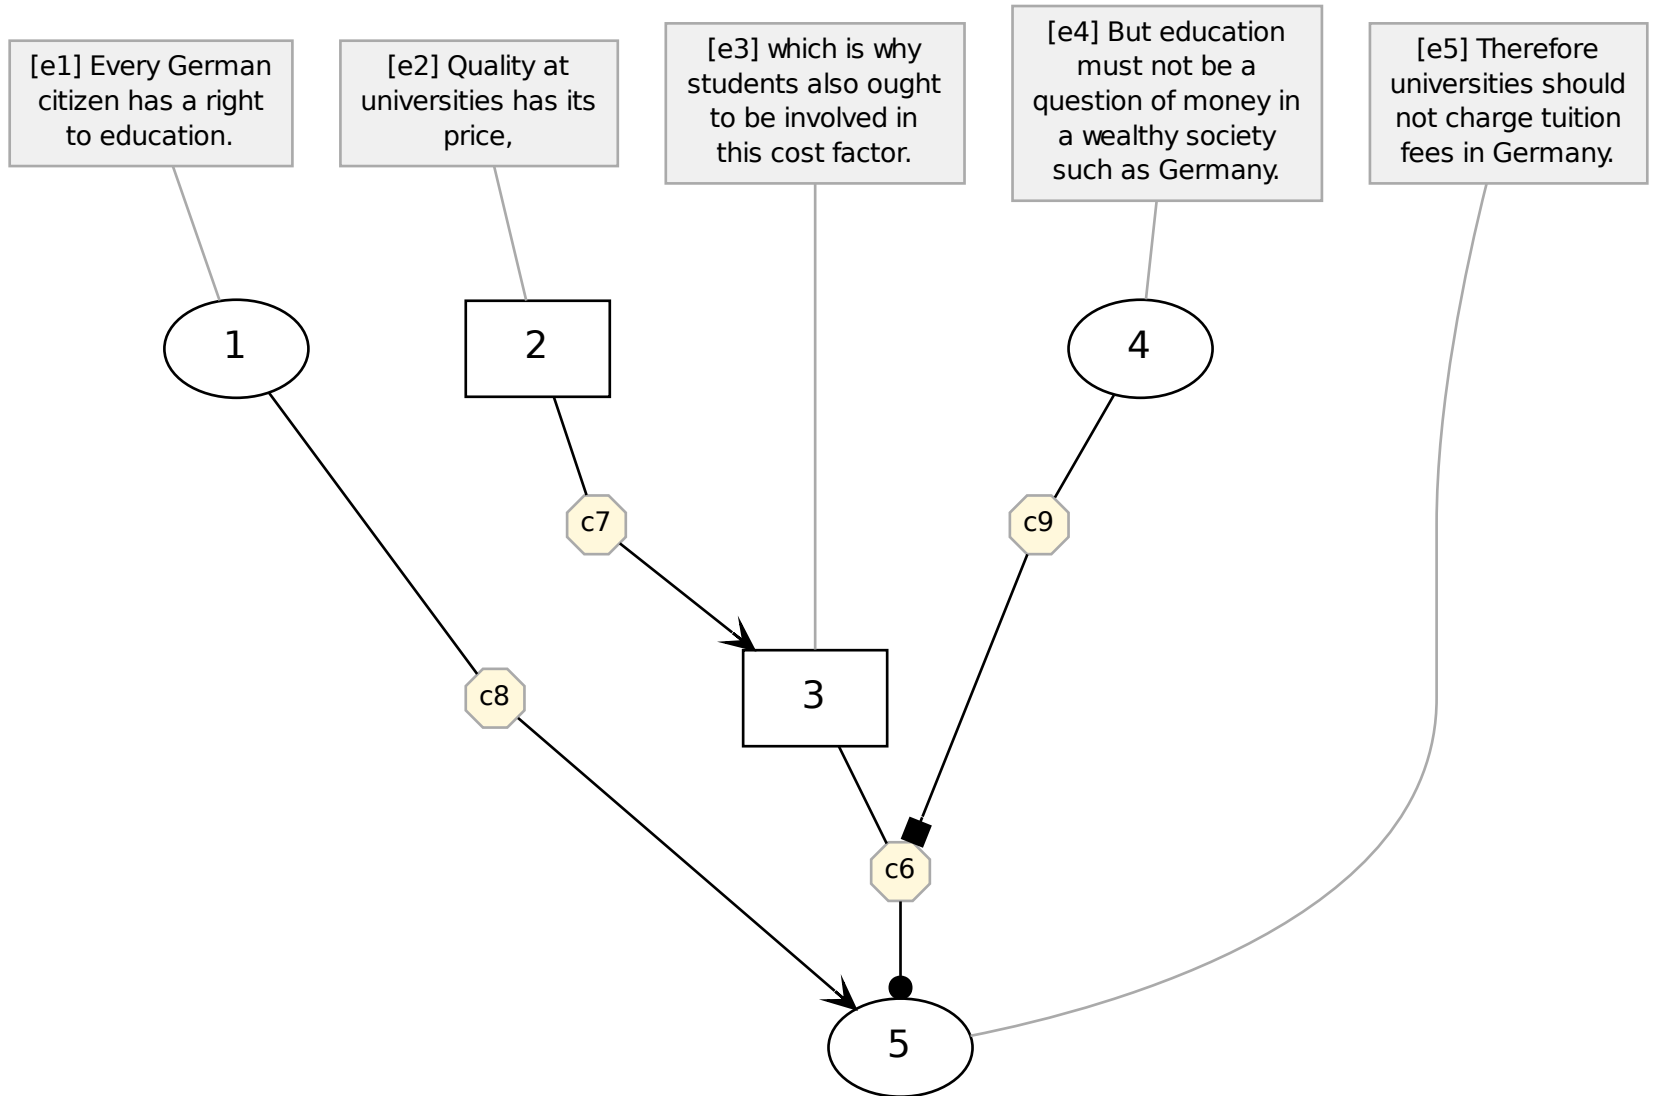 [e1] Every German
citizen has a right
to education.
[e2] Quality at
universities has its
price,
[e3] which is why
students also ought
to be involved in
this cost factor.
[e4] But education
must not be a
question of money in
a wealthy society
such as Germany.
[e5] Therefore
universities should
not charge tuition
fees in Germany.
1
2
4
c7
c9
c8
3
c6
5